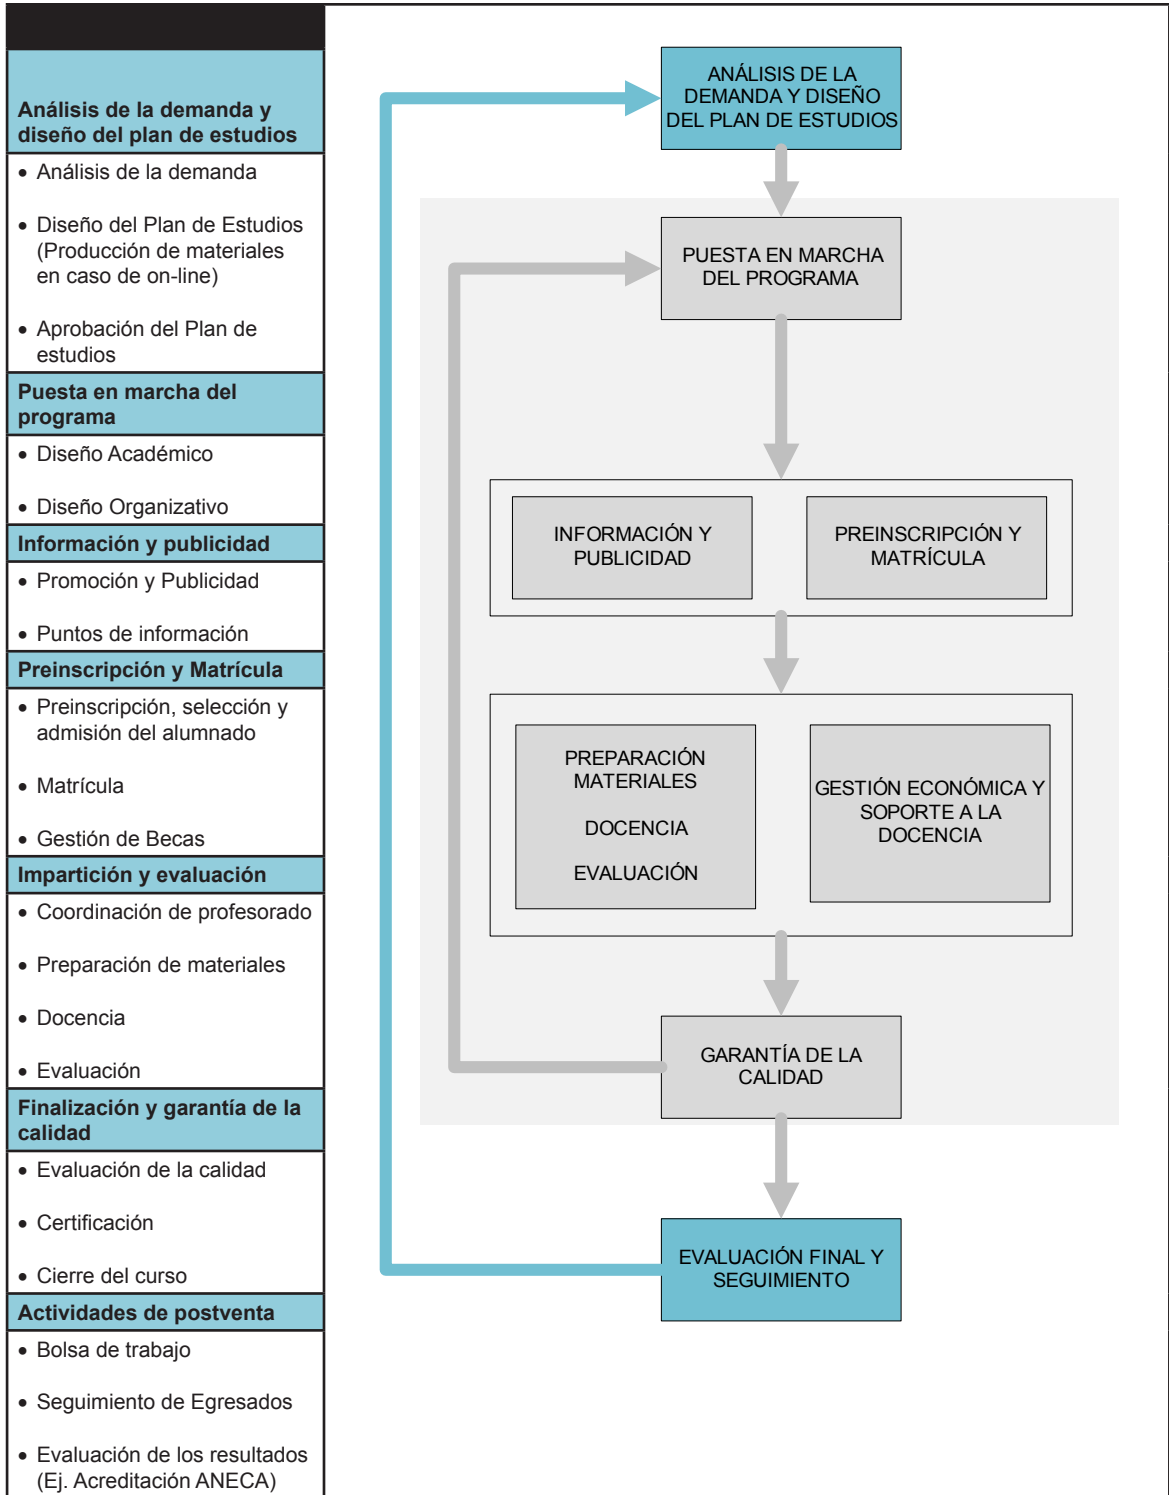 Análisis de la demanda y
diseño del plan de estudios
• Análisis de la demanda
• Diseño del Plan de Estudios
(Producción de materiales
en caso de on-line)
• Aprobación del Plan de
estudios
Puesta en marcha del
programa
• Diseño Académico
• Diseño Organizativo
Información y publicidad
• Promoción y Publicidad
• Puntos de información
Preinscripción y Matrícula
• Preinscripción, selección y
admisión del alumnado
• Matrícula
• Gestión de Becas
Impartición y evaluación
• Coordinación de profesorado
• Preparación de materiales
• Docencia
• Evaluación
Finalización y garantía de la
calidad
• Evaluación de la calidad
• Certificación
• Cierre del curso
Actividades de postventa
• Bolsa de trabajo
• Seguimiento de Egresados
• Evaluación de los resultados
(Ej. Acreditación ANECA)
ANÁLISIS DE LA
DEMANDA Y DISEÑO
DEL PLAN DE ESTUDIOS
PUESTA EN MARCHA
DEL PROGRAMA
INFORMACIÓN Y
PUBLICIDAD
PREINSCRIPCIÓN Y
MATRÍCULA
PREPARACIÓN
MATERIALES
DOCENCIA
EVALUACIÓN
GESTIÓN ECONÓMICA Y
SOPORTE A LA
DOCENCIA
GARANTÍA DE LA
CALIDAD
EVALUACIÓN FINAL Y
SEGUIMIENTO